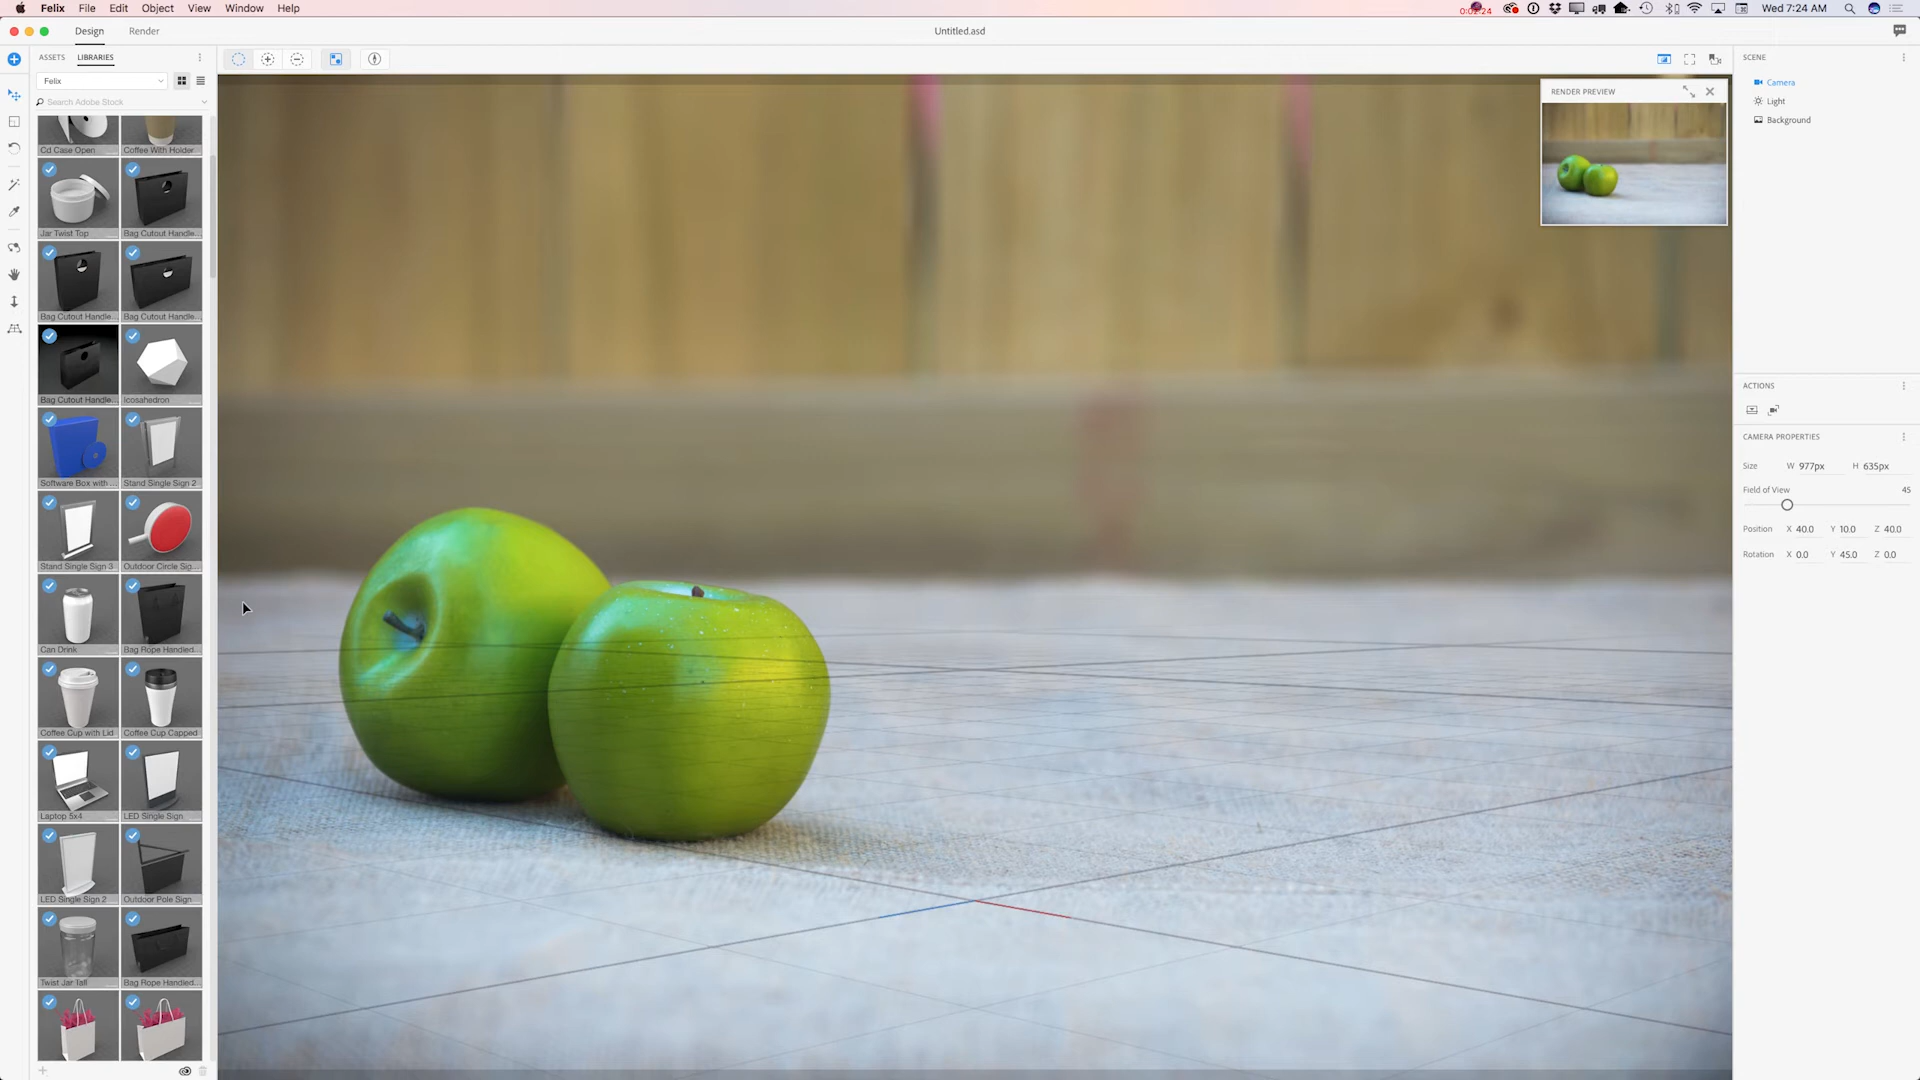 Felix File Edit Object View Window Help
0:02:24
Wed 7:24 AM
Design Render
Untitled.asd
ASSETS LIBRARIES
Felix
Search Adobe Stock
Cd Case Open
Coffee With Holder
Jar Twist Top
Bag Cutout Handle...
Bag Cutout Handle...
Bag Cutout Handle...
Bag Cutout Handle...
Icosahedron
Software Box with ...
Stand Single Sign 2
Stand Single Sign 3
Outdoor Circle Sig...
Can Drink
Bag Rope Handled...
Coffee Cup with Lid
Coffee Cup Capped
Laptop 5x4
LED Single Sign
LED Single Sign 2
Outdoor Pole Sign
Twist Jar Tall
Bag Rope Handled...
RENDER PREVIEW
SCENE
Camera
Light
Background
ACTIONS
CAMERA PROPERTIES
Size W 977px H 635px
Field of View 45
Position X 40.0 Y 10.0 Z 40.0
Rotation X 0.0 Y 45.0 Z 0.0